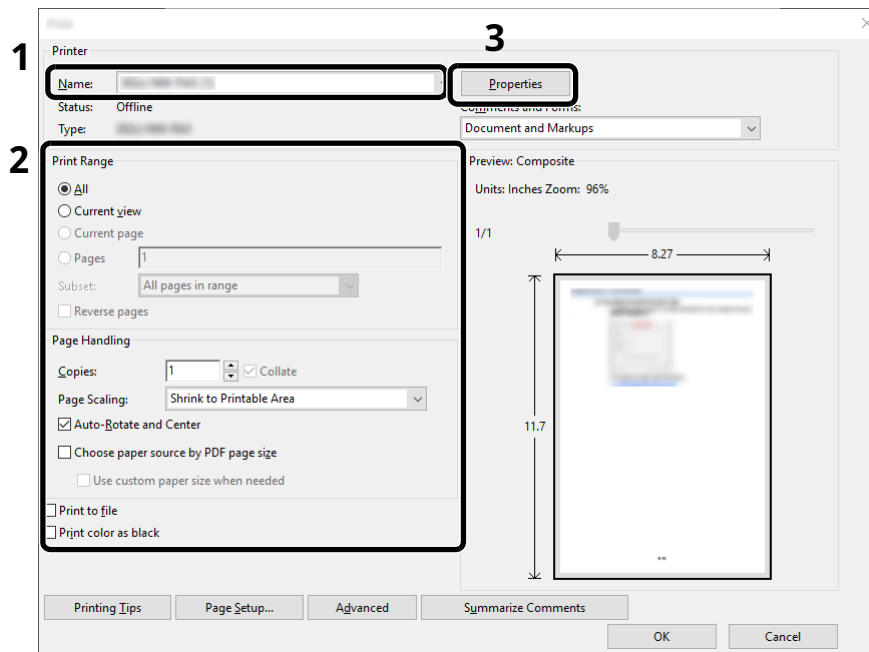 1
3
Printer
Name:
Properties
Status: Offline
Comments and Forms:
Type:
Document and Markups
2
Print Range
Preview: Composite
All
Units: Inches Zoom: 96%
Current view
Current page
1/1
Pages 1
8.27
Subset: All pages in range
Reverse pages
Page Handling
Copies: 1 Collate
Page Scaling: Shrink to Printable Area
Auto-Rotate and Center
11.7
Choose paper source by PDF page size
Use custom paper size when needed
Print to file
Print color as black
Printing Tips Page Setup... Advanced Summarize Comments
OK Cancel